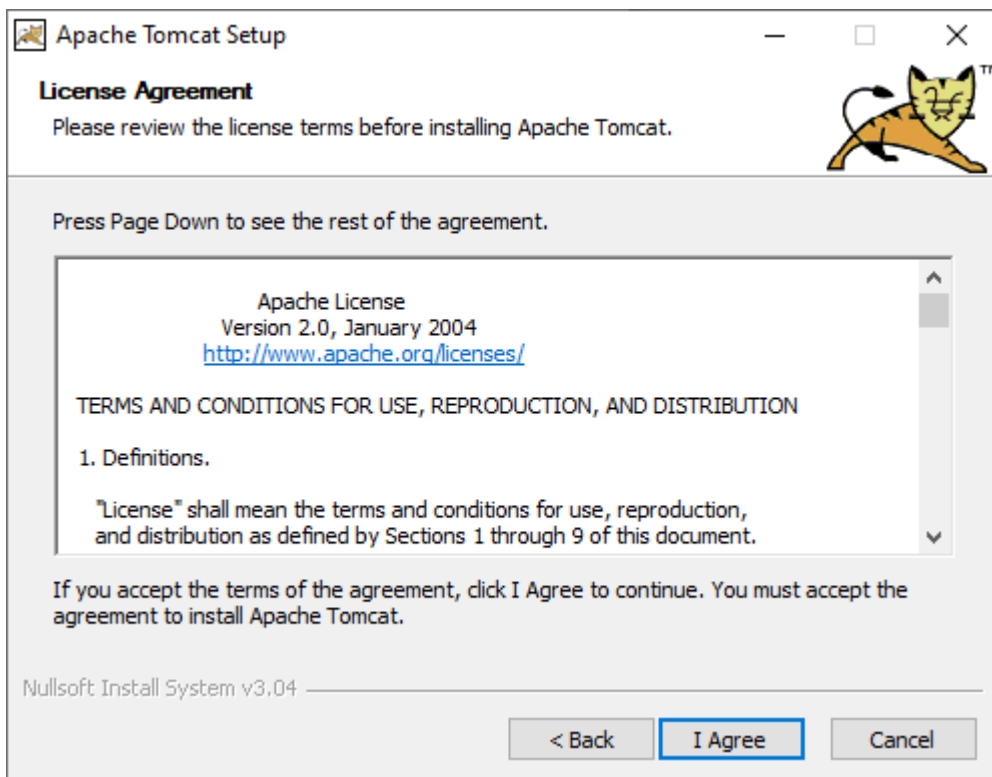 Apache Tomcat Setup
License Agreement
Please review the license terms before installing Apache Tomcat.
TM
Press Page Down to see the rest of the agreement.
Apache License
Version 2.0, January 2004
http://www.apache.org/licenses/
TERMS AND CONDITIONS FOR USE, REPRODUCTION, AND DISTRIBUTION
1. Definitions.
"License" shall mean the terms and conditions for use, reproduction,
and distribution as defined by Sections 1 through 9 of this document.
If you accept the terms of the agreement, click I Agree to continue. You must accept the
agreement to install Apache Tomcat.
Nullsoft Install System v3.04
< Back
I Agree
Cancel